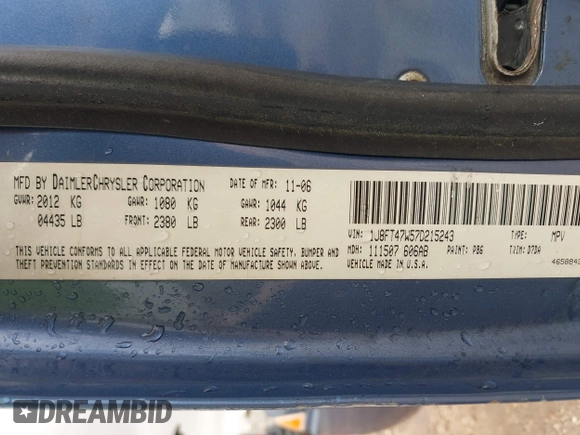 MFD BY DAIMLERCHRYSLER CORPORATION DATE OF MFR: 11-06
GVWR: 2012 KG GAWR: 1080 KG GAWR: 1044 KG
04435 LB FRONT: 2380 LB REAR: 2300 LB
THIS VEHICLE CONFORMS TO ALL APPLICABLE FEDERAL MOTOR VEHICLE SAFETY, BUMPER AND
THEFT PREVENTION STANDARDS IN EFFECT ON THE DATE OF MANUFACTURE SHOWN ABOVE.
VIN: 1J8FT47W57D215243 TYPE: MPV
MDH: 111507 606AB PAINT: PB6 TRIM: D7DA
MADE IN U.S.A.
DREAMBID